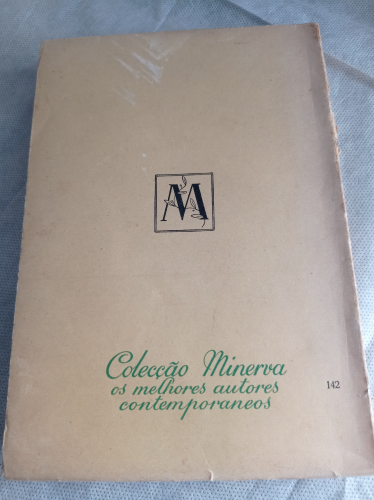 M
Colecção Minerva
os melhores autores
contemporaneos
142